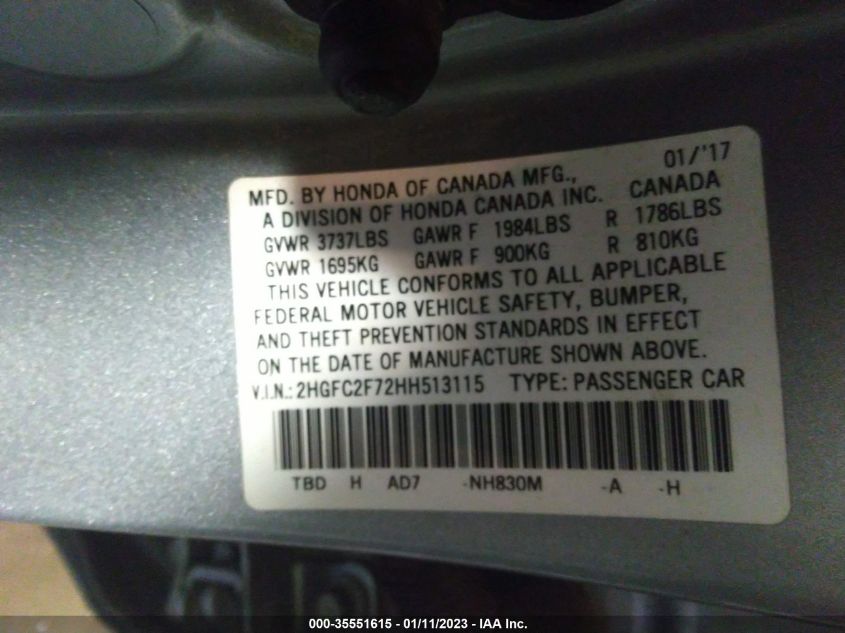 01/'17
MFD. BY HONDA OF CANADA MFG.,
A DIVISION OF HONDA CANADA INC. CANADA
GVWR 3737LBS GAWR F 1984LBS R 1786LBS
GVWR 1695KG GAWR F 900KG R 810KG
THIS VEHICLE CONFORMS TO ALL APPLICABLE
FEDERAL MOTOR VEHICLE SAFETY, BUMPER,
AND THEFT PREVENTION STANDARDS IN EFFECT
ON THE DATE OF MANUFACTURE SHOWN ABOVE.
V.I.N.: 2HGFC2F72HH513115 TYPE: PASSENGER CAR
TBD H AD7 -NH830M -A -H
000-35551615 - 01/11/2023 - IAA Inc.